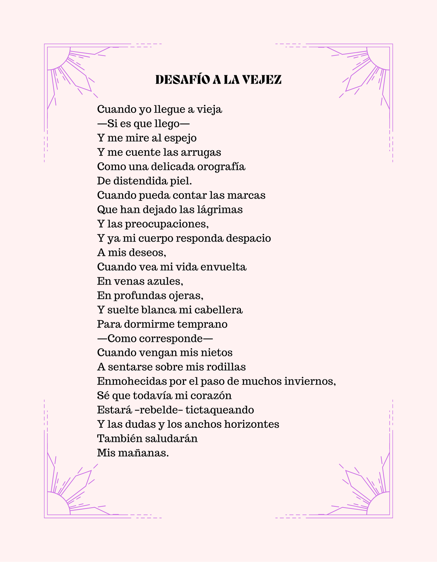 DESAFÍO A LA VEJEZ
Cuando yo llegue a vieja
—Si es que llego—
Y me mire al espejo
Y me cuente las arrugas
Como una delicada orografía
De distendida piel.
Cuando pueda contar las marcas
Que han dejado las lágrimas
Y las preocupaciones,
Y ya mi cuerpo responda despacio
A mis deseos,
Cuando vea mi vida envuelta
En venas azules,
En profundas ojeras,
Y suelte blanca mi cabellera
Para dormirme temprano
—Como corresponde—
Cuando vengan mis nietos
A sentarse sobre mis rodillas
Enmohecidas por el paso de muchos inviernos,
Sé que todavía mi corazón
Estará –rebelde– tictaqueando
Y las dudas y los anchos horizontes
También saludarán
Mis mañanas.